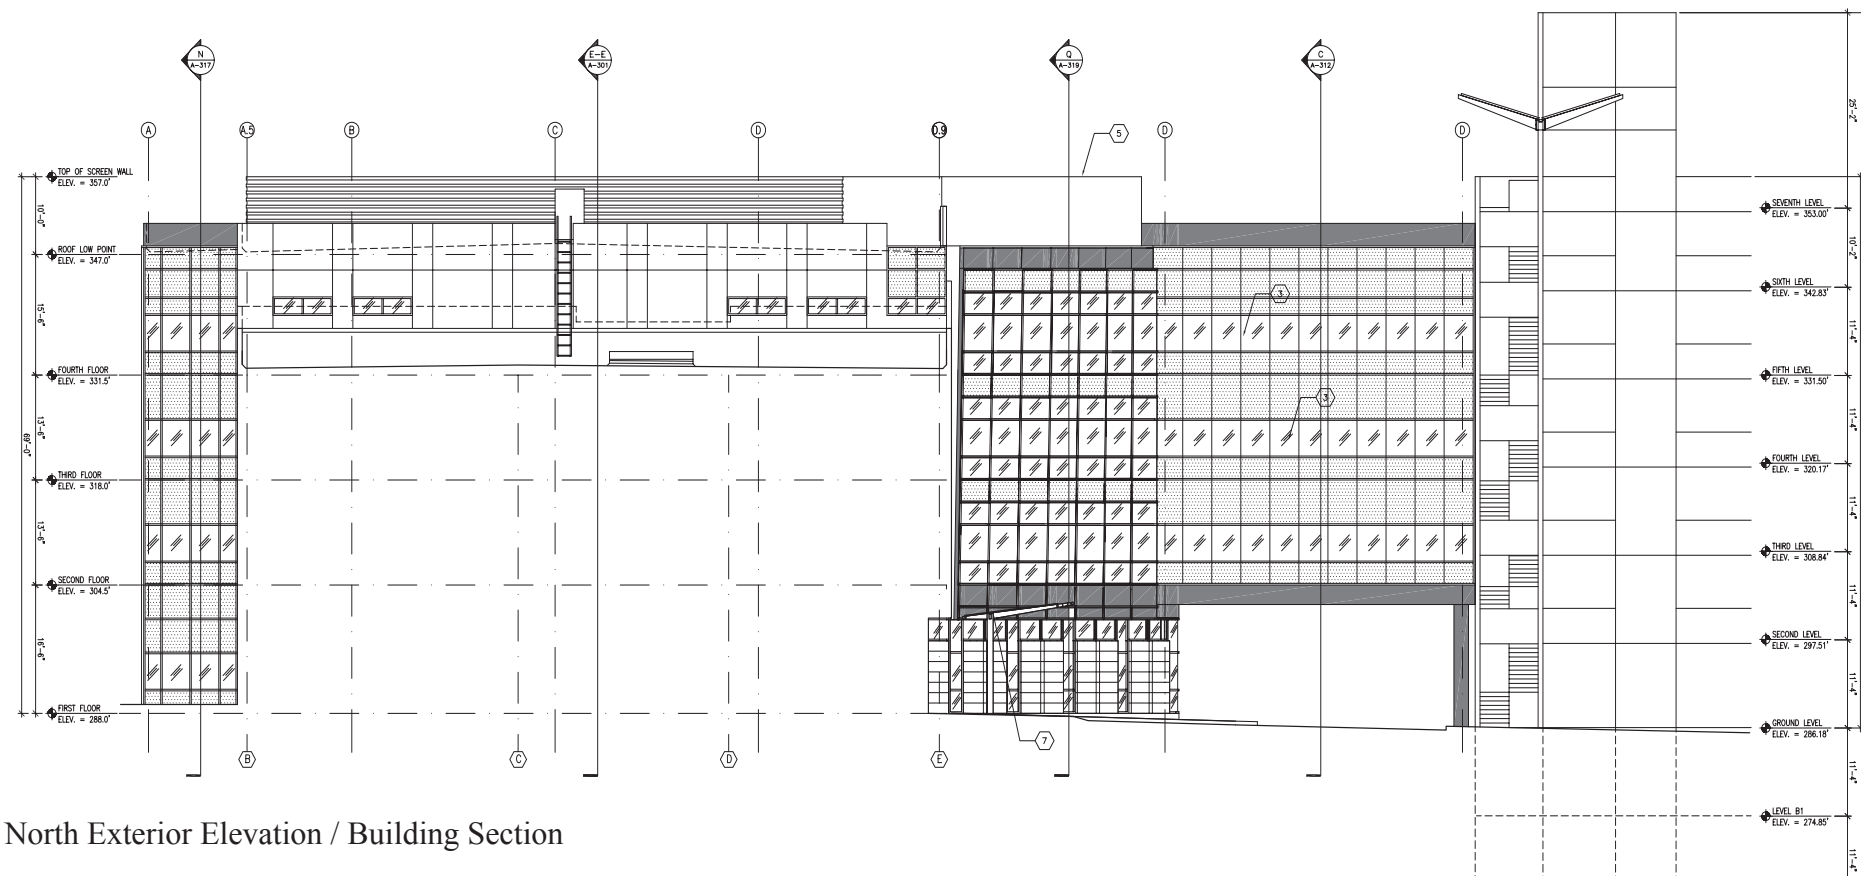 N
A-317
E-E
A-301
Q
A-319
C
A-312
A
A.5
B
C
D
D.9
D
D
5
TOP OF SCREEN WALL
ELEV. = 357.0'
ROOF LOW POINT
ELEV. = 347.0'
FOURTH FLOOR
ELEV. = 331.5'
THIRD FLOOR
ELEV. = 318.0'
SECOND FLOOR
ELEV. = 304.5'
FIRST FLOOR
ELEV. = 288.0'
10'-0"
15'-6"
13'-6"
13'-6"
16'-6"
69'-0"
3
3
7
B
C
D
E
SEVENTH LEVEL
ELEV. = 353.00'
SIXTH LEVEL
ELEV. = 342.83'
FIFTH LEVEL
ELEV. = 331.50'
FOURTH LEVEL
ELEV. = 320.17'
THIRD LEVEL
ELEV. = 308.84'
SECOND LEVEL
ELEV. = 297.51'
GROUND LEVEL
ELEV. = 286.18'
LEVEL B1
ELEV. = 274.85'
25'-2"
10'-2"
11'-4"
11'-4"
11'-4"
11'-4"
11'-4"
11'-4"
11'-4"
North Exterior Elevation / Building Section